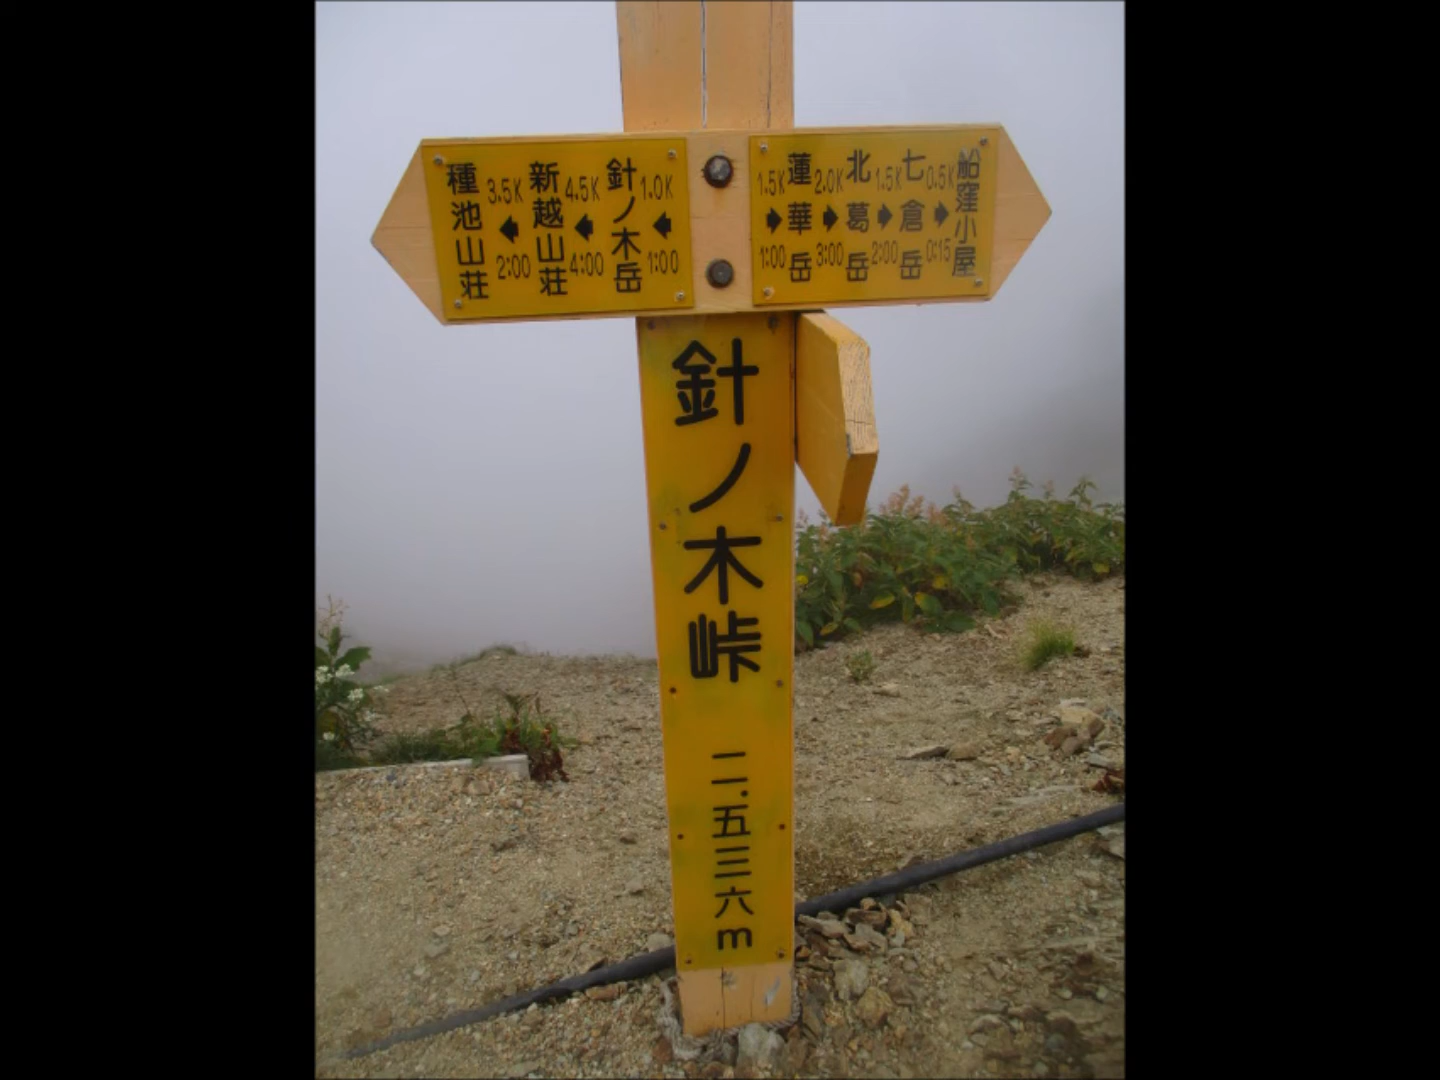 種池山荘
3.5K
2:00
新越山荘
4.5K
4:00
針ノ木岳
1.0K
1:00
1.5K
1:00
蓮華岳
2.0K
3:00
北葛岳
1.5K
2:00
七倉岳
0.5K
0:15
船窪小屋
針ノ木峠
二.五三六m